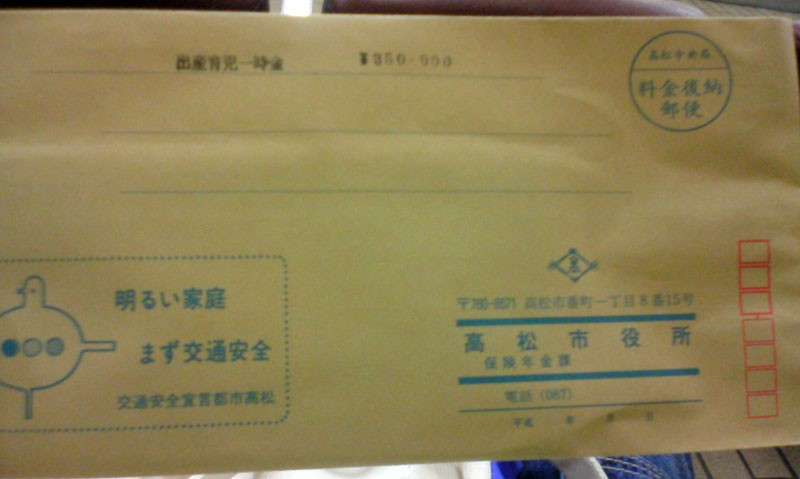 出産育児一時金 ¥350-000
高松中央局
料金後納
郵便
明るい家庭
まず交通安全
交通安全宣言都市高松
〒760-8571 高松市番町一丁目8番15号
高松市役所
保険年金課
電話 (087)
平成 年 月 日